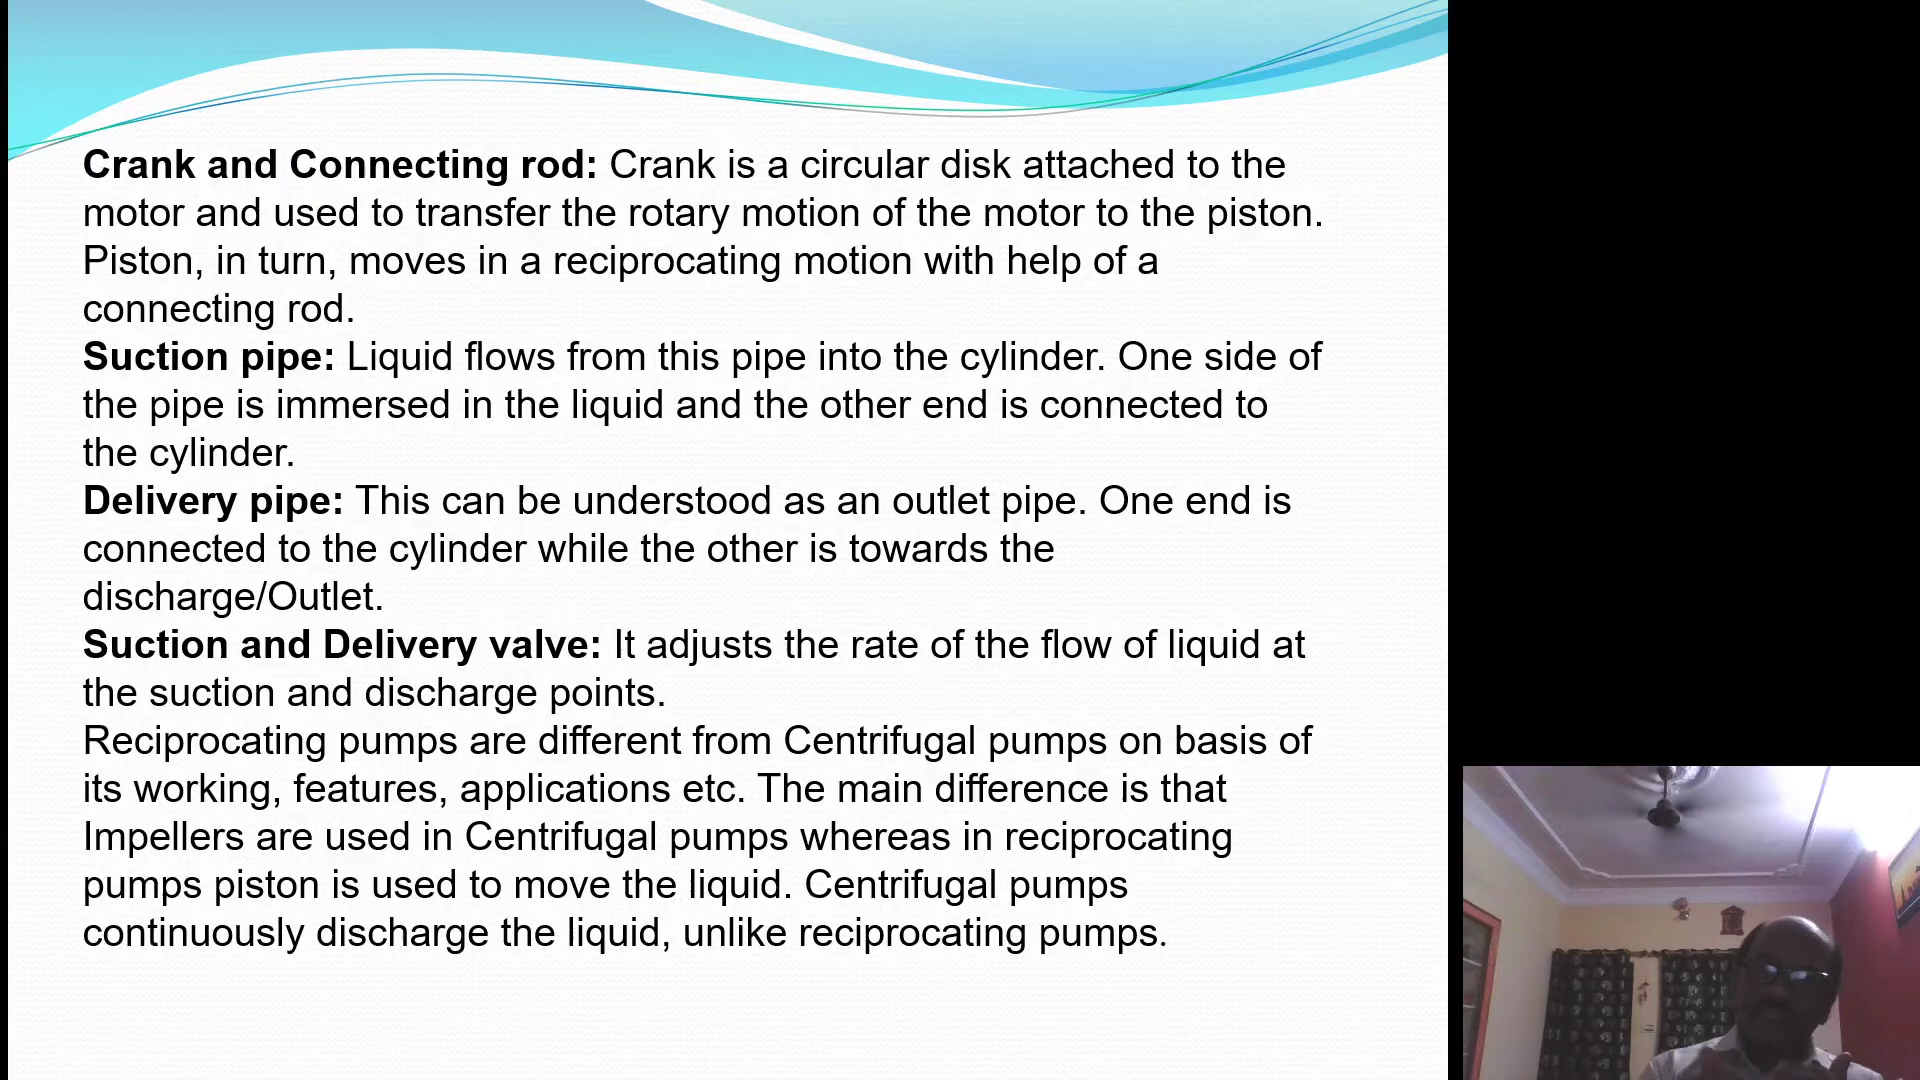 Crank and Connecting rod: Crank is a circular disk attached to the
motor and used to transfer the rotary motion of the motor to the piston.
Piston, in turn, moves in a reciprocating motion with help of a
connecting rod.
Suction pipe: Liquid flows from this pipe into the cylinder. One side of
the pipe is immersed in the liquid and the other end is connected to
the cylinder.
Delivery pipe: This can be understood as an outlet pipe. One end is
connected to the cylinder while the other is towards the
discharge/Outlet.
Suction and Delivery valve: It adjusts the rate of the flow of liquid at
the suction and discharge points.
Reciprocating pumps are different from Centrifugal pumps on basis of
its working, features, applications etc. The main difference is that
Impellers are used in Centrifugal pumps whereas in reciprocating
pumps piston is used to move the liquid. Centrifugal pumps
continuously discharge the liquid, unlike reciprocating pumps.